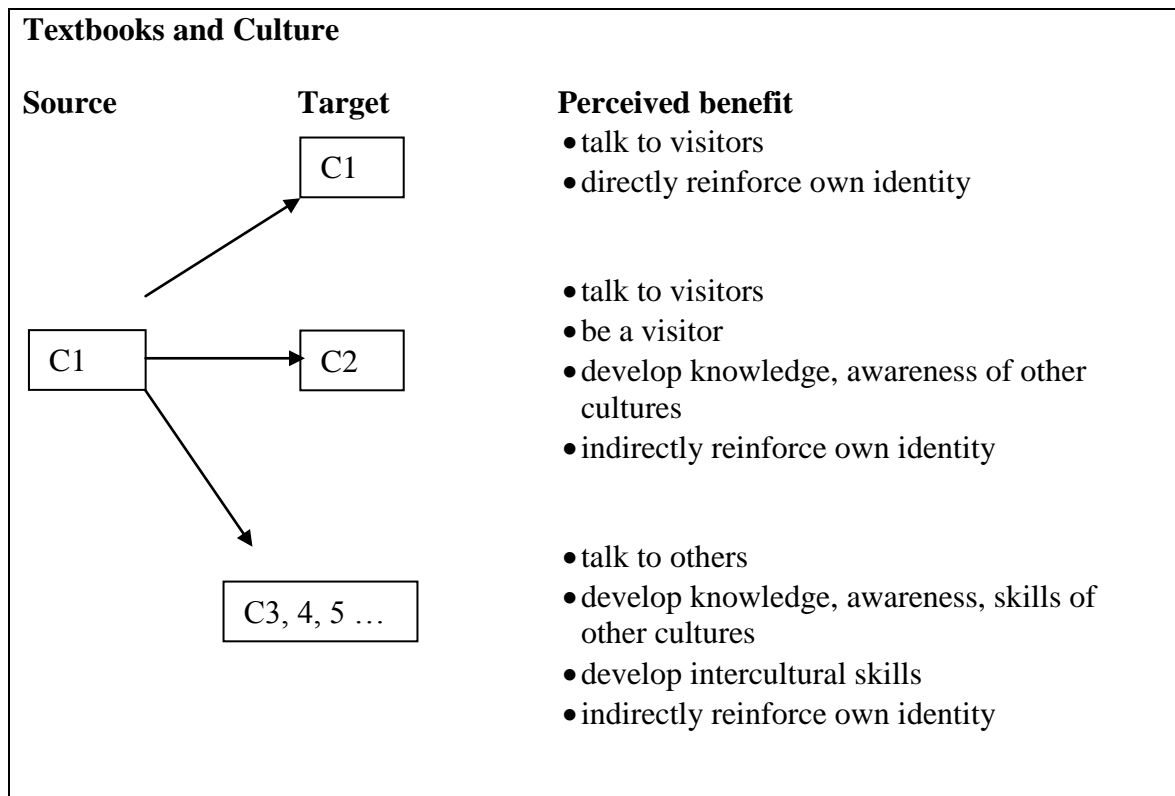 Textbooks and Culture
Source Target Perceived benefit
C1
• talk to visitors
• directly reinforce own identity
C1
C2
• talk to visitors
• be a visitor
• develop knowledge, awareness of other
cultures
• indirectly reinforce own identity
C3, 4, 5 …
• talk to others
• develop knowledge, awareness, skills of
other cultures
• develop intercultural skills
• indirectly reinforce own identity